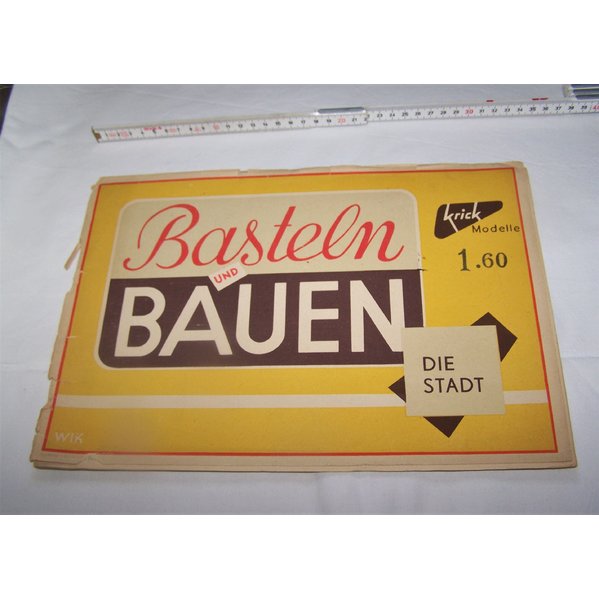 Basteln
UND
BAUEN
krick
Modelle
1.60
DIE
STADT
WIK